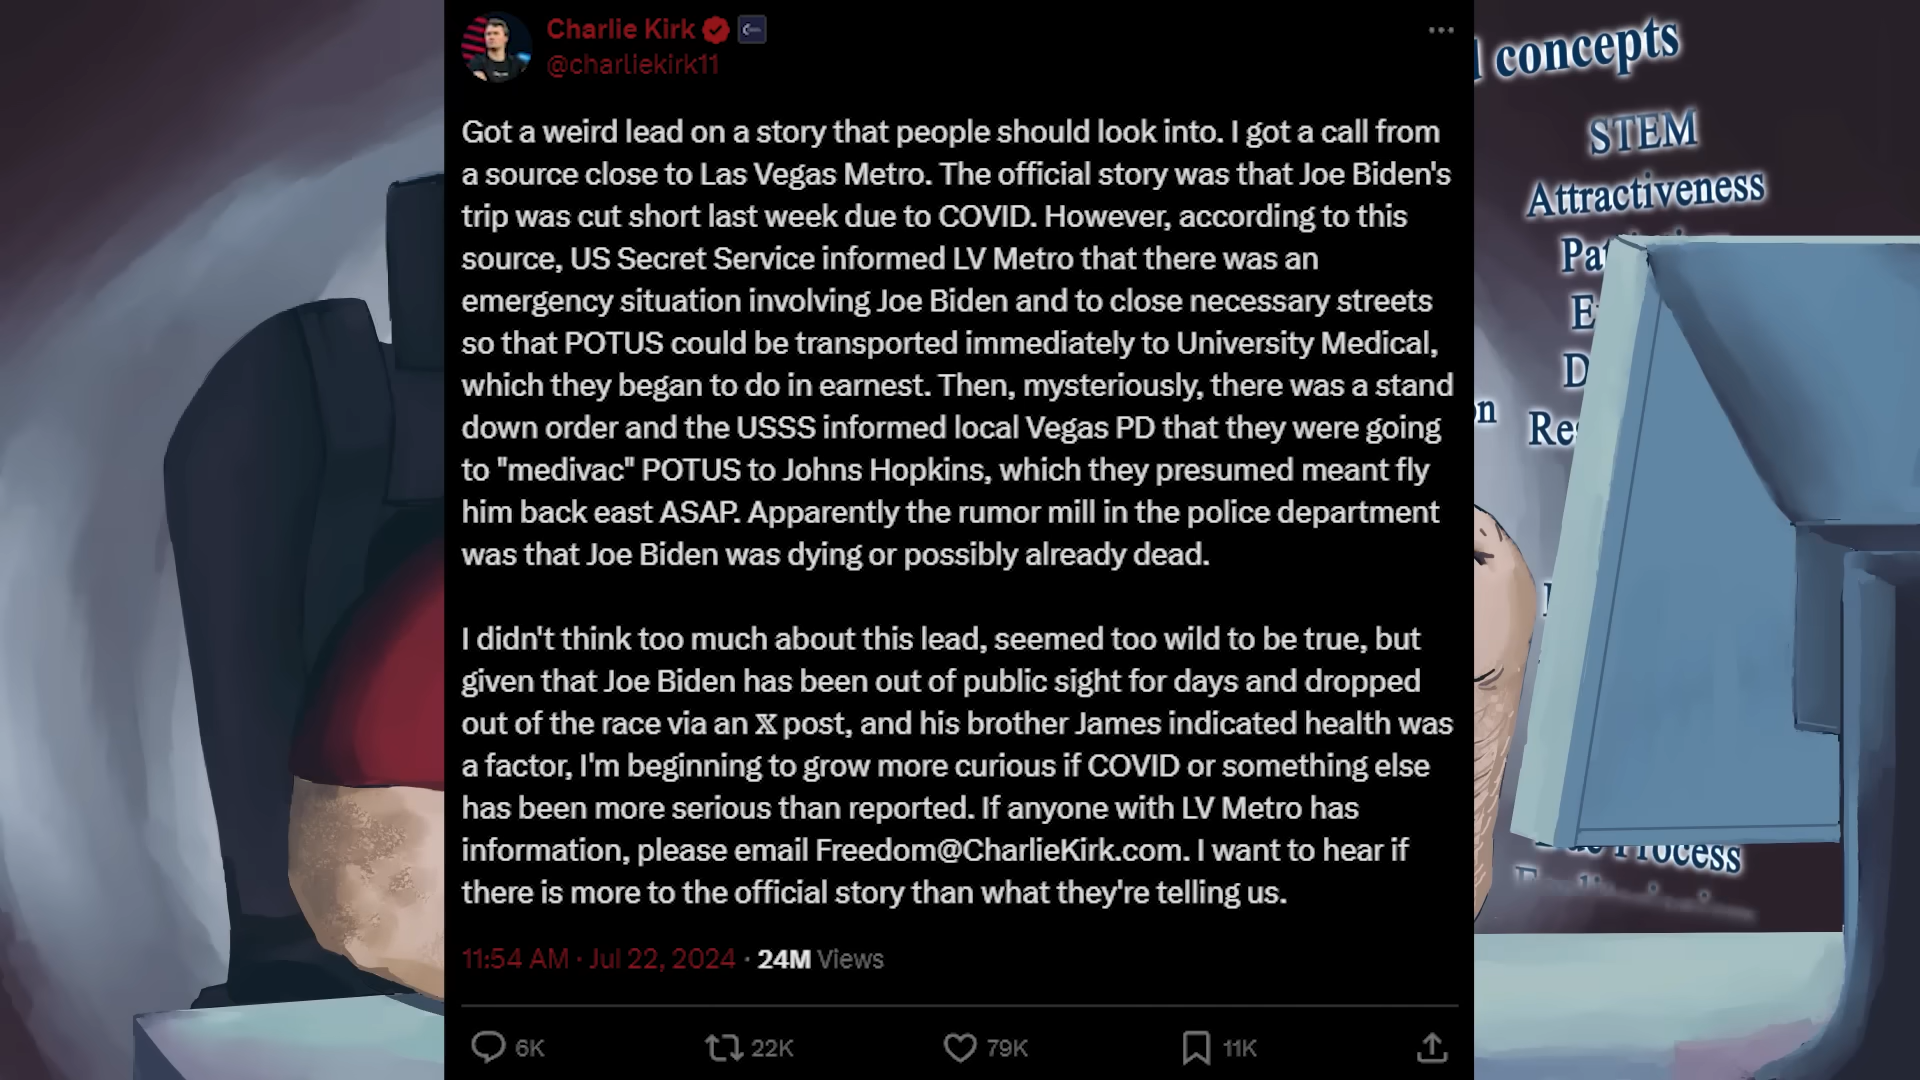 Charlie Kirk
@charliekirk11
Got a weird lead on a story that people should look into. I got a call from
a source close to Las Vegas Metro. The official story was that Joe Biden's
trip was cut short last week due to COVID. However, according to this
source, US Secret Service informed LV Metro that there was an
emergency situation involving Joe Biden and to close necessary streets
so that POTUS could be transported immediately to University Medical,
which they began to do in earnest. Then, mysteriously, there was a stand
down order and the USSS informed local Vegas PD that they were going
to "medivac" POTUS to Johns Hopkins, which they presumed meant fly
him back east ASAP. Apparently the rumor mill in the police department
was that Joe Biden was dying or possibly already dead.
I didn't think too much about this lead, seemed too wild to be true, but
given that Joe Biden has been out of public sight for days and dropped
out of the race via an 𝕏 post, and his brother James indicated health was
a factor, I'm beginning to grow more curious if COVID or something else
has been more serious than reported. If anyone with LV Metro has
information, please email Freedom@CharlieKirk.com. I want to hear if
there is more to the official story than what they're telling us.
11:54 AM · Jul 22, 2024 · 24M Views
6K 22K 79K 11K
concepts
STEM
Attractiveness
Process